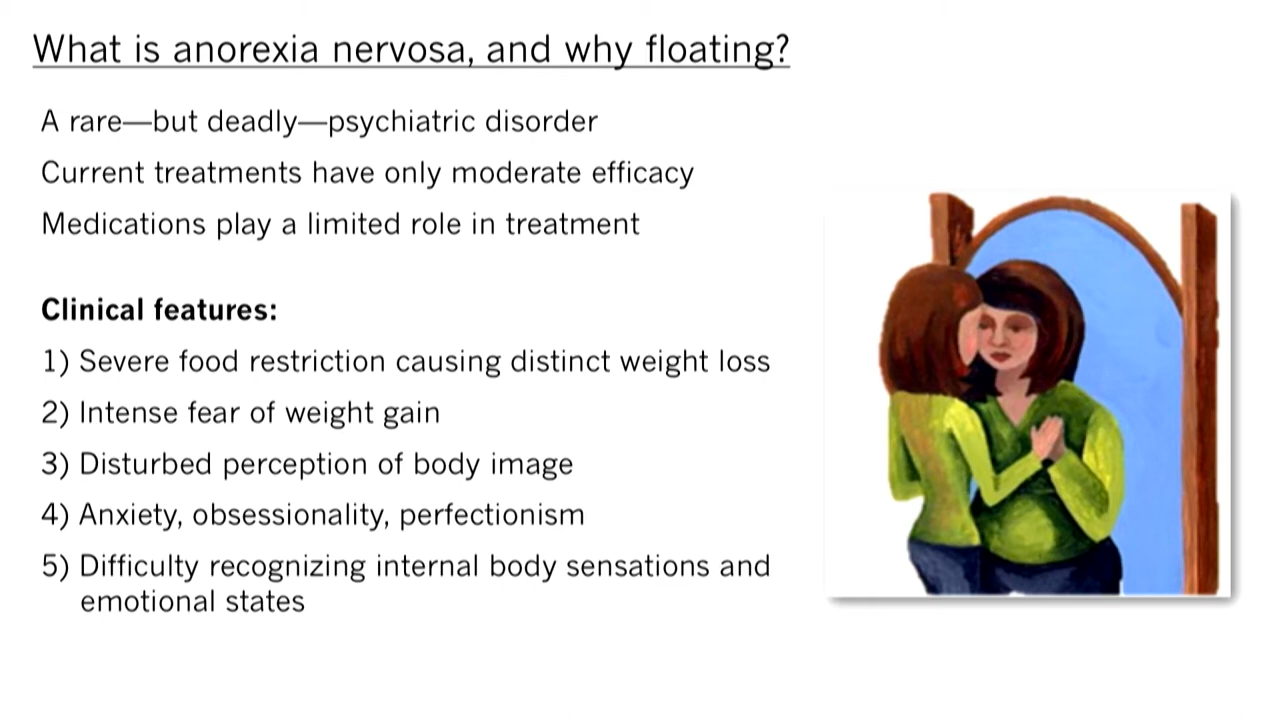 What is anorexia nervosa, and why floating?
A rare—but deadly—psychiatric disorder
Current treatments have only moderate efficacy
Medications play a limited role in treatment
Clinical features:
1) Severe food restriction causing distinct weight loss
2) Intense fear of weight gain
3) Disturbed perception of body image
4) Anxiety, obsessionality, perfectionism
5) Difficulty recognizing internal body sensations and
emotional states